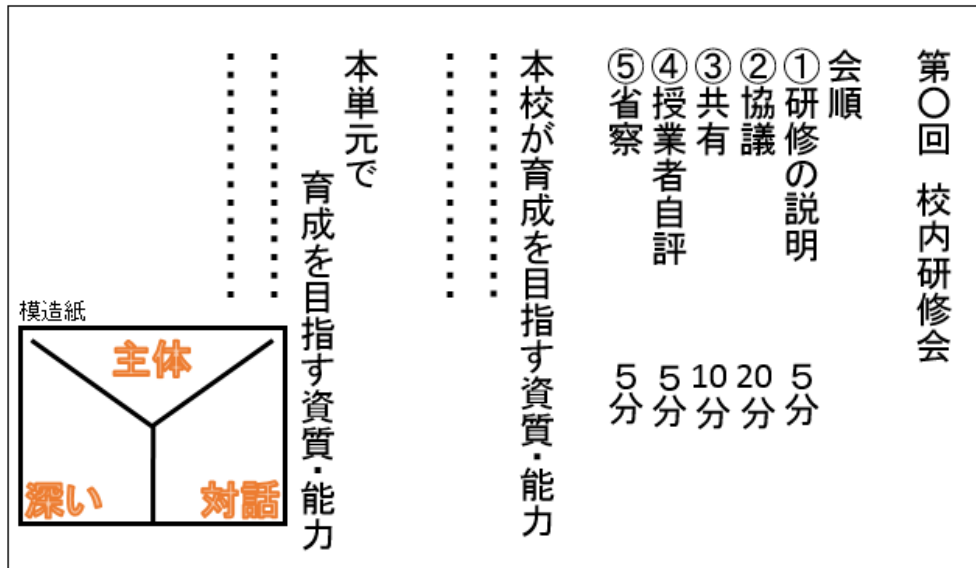 第〇回 校内研修会
会順
①研修の説明 5分
②協議 20分
③共有 10分
④授業者自評 5分
⑤省察 5分
本校が育成を目指す資質・能力
・・・・・・・・・・・・・
・・・・・・・・・・・・・
本単元で
育成を目指す資質・能力
・・・・・・・・・・・・・
・・・・・・・・・・・・・
模造紙
主体
深い
対話